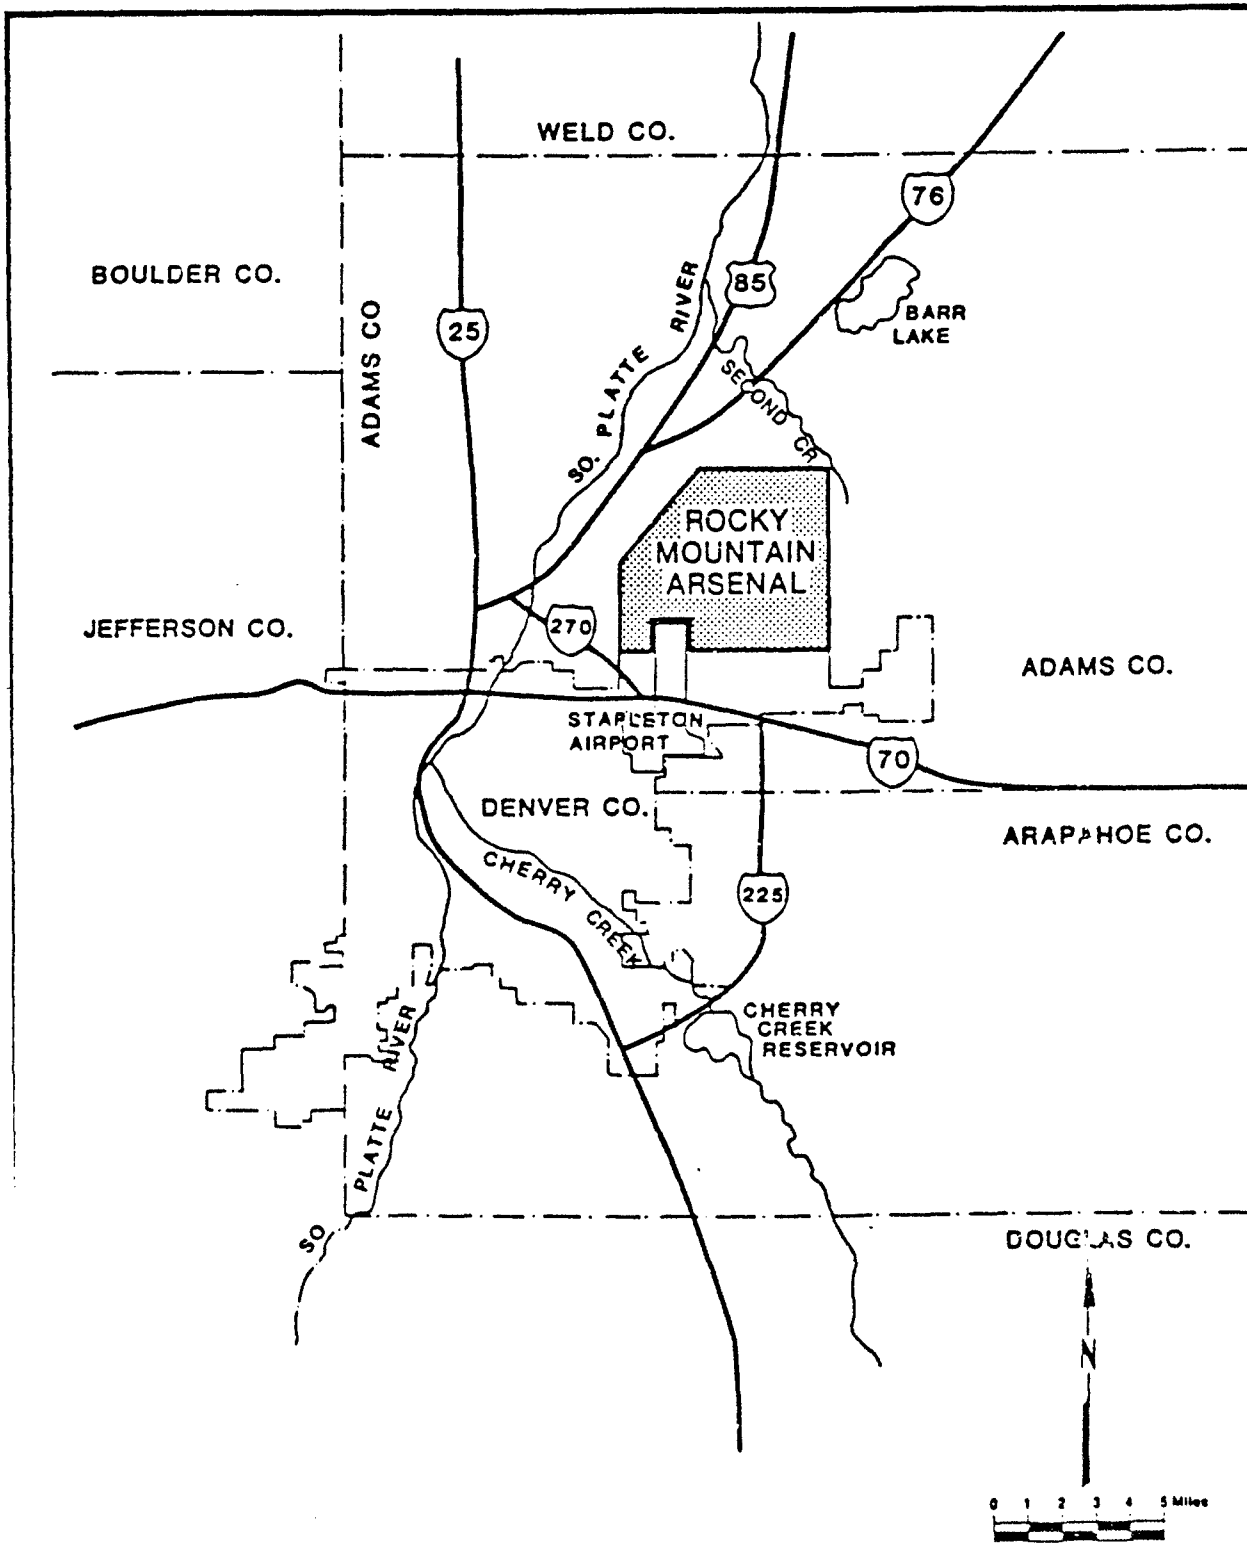 WELD CO.
76
BOULDER CO.
85
BARR
LAKE
25
ADAMS CO
SO. PLATTE RIVER
SECOND CR
ROCKY
MOUNTAIN
ARSENAL
270
JEFFERSON CO.
ADAMS CO.
STAPLETON
AIRPORT
70
DENVER CO.
ARAPAHOE CO.
CHERRY CREEK
225
CHERRY
CREEK
RESERVOIR
SO PLATTE RIVER
DOUGLAS CO.
N
0 1 2 3 4 5 Miles